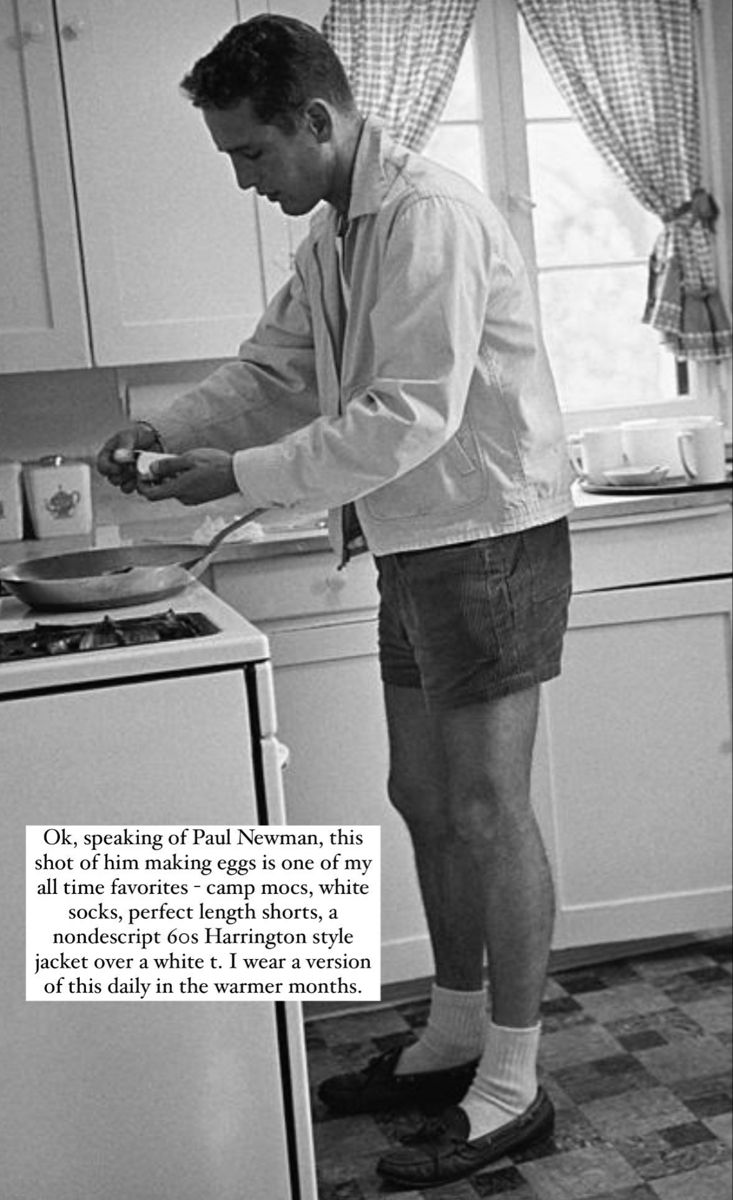 Ok, speaking of Paul Newman, this
shot of him making eggs is one of my
all time favorites - camp mocs, white
socks, perfect length shorts, a
nondescript 60s Harrington style
jacket over a white t. I wear a version
of this daily in the warmer months.